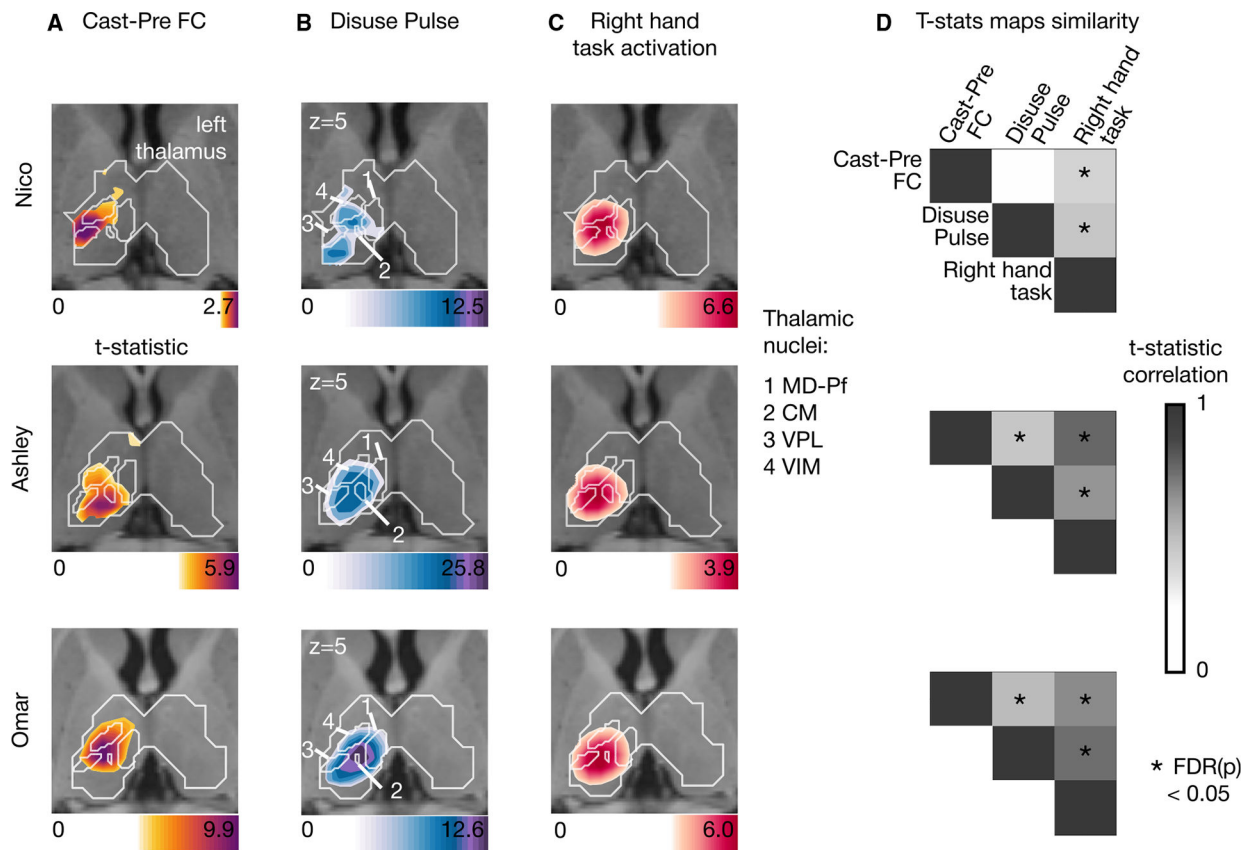 A Cast-Pre FC
B Disuse Pulse
C Right hand
task activation
D T-stats maps similarity
Cast-Pre
FC
Disuse
Pulse
Right hand
task
Nico
left
thalamus
z=5
1
4
3
2
Cast-Pre
FC
Disuse
Pulse
Right hand
task
0 2.7
0 12.5
0 6.6
t-statistic
Thalamic
nuclei:
1 MD-Pf
2 CM
3 VPL
4 VIM
Ashley
z=5
1
4
3
2
0 5.9
0 25.8
0 3.9
t-statistic
correlation
1
0
Omar
z=5
1
4
3
2
0 9.9
0 12.6
0 6.0
* FDR(p)
< 0.05